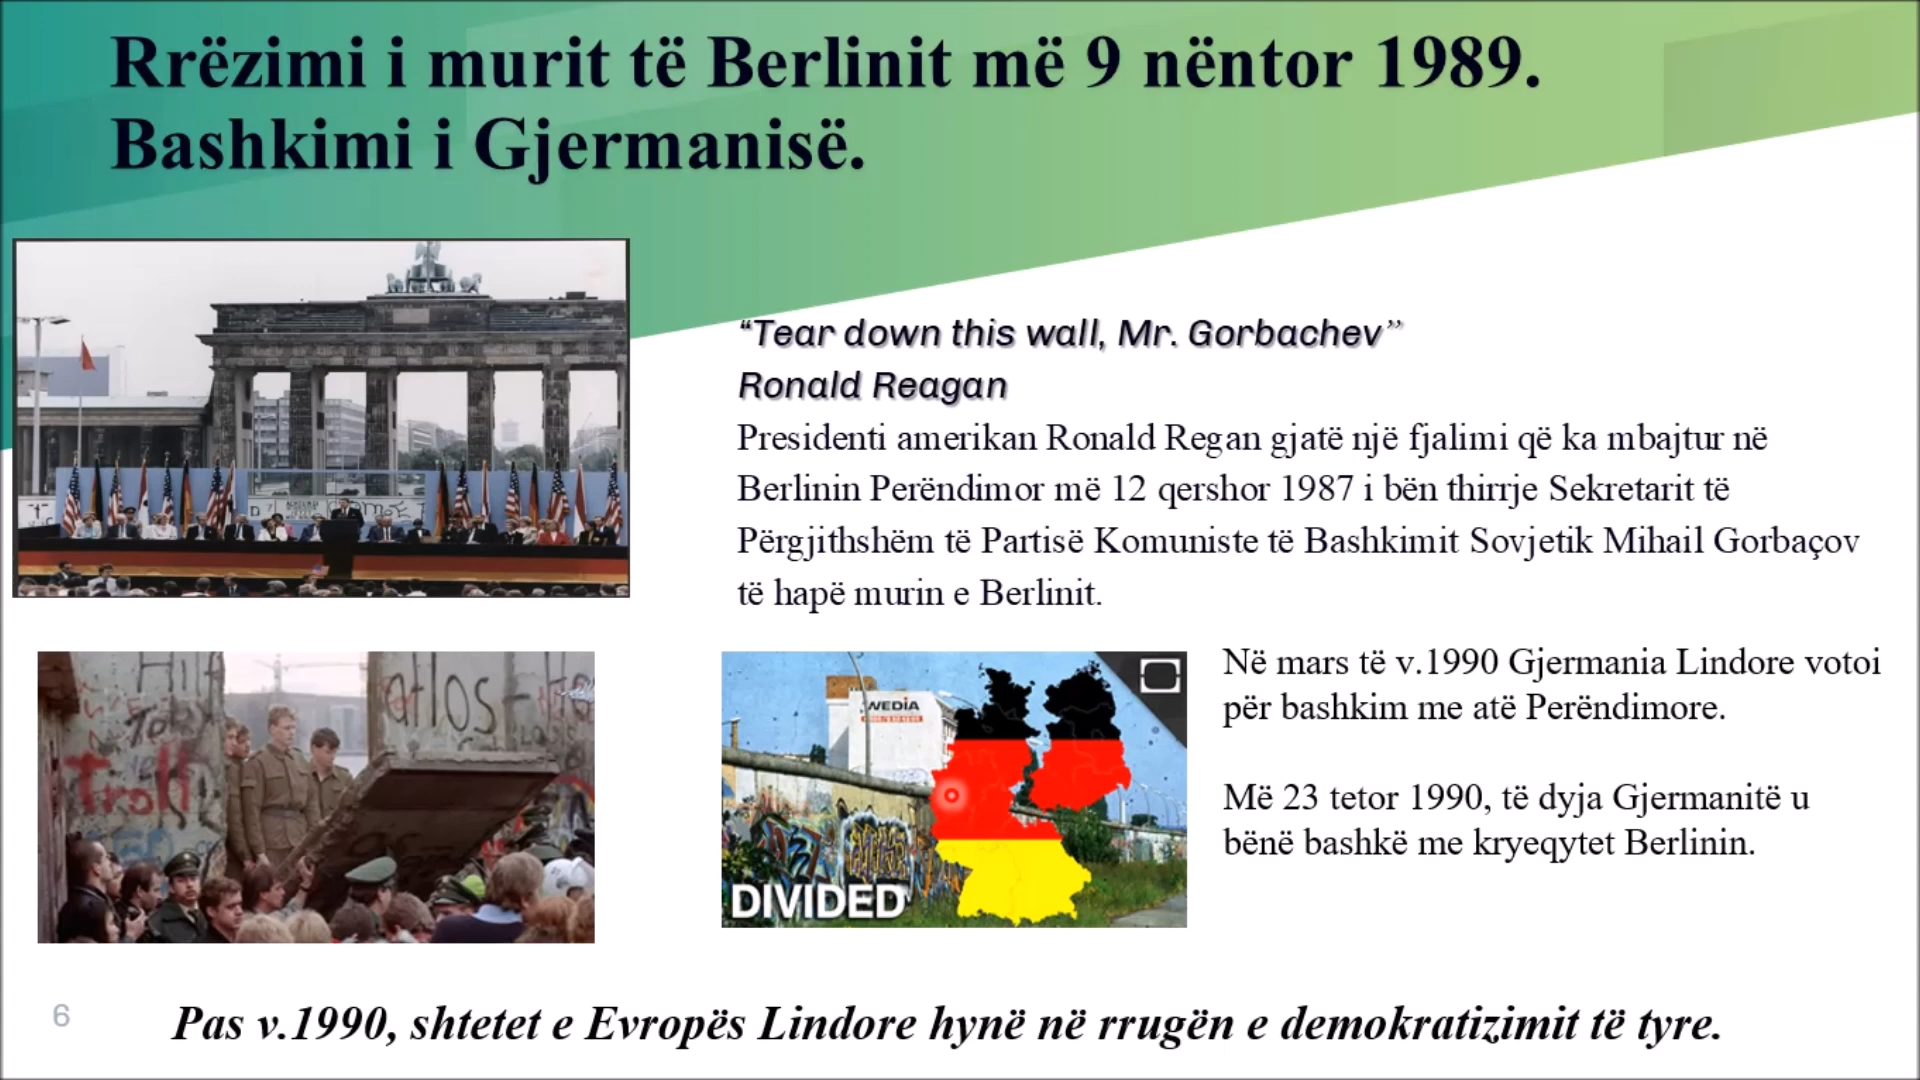 Rrëzimi i murit të Berlinit më 9 nëntor 1989.
Bashkimi i Gjermanisë.
“Tear down this wall, Mr. Gorbachev”
Ronald Reagan
Presidenti amerikan Ronald Regan gjatë një fjalimi që ka mbajtur në
Berlinin Perëndimor më 12 qershor 1987 i bën thirrje Sekretarit të
Përgjithshëm të Partisë Komuniste të Bashkimit Sovjetik Mihail Gorbaçov
të hapë murin e Berlinit.
Troll
WEDIA
DIVIDED
Në mars të v.1990 Gjermania Lindore votoi
për bashkim me atë Perëndimore.
Më 23 tetor 1990, të dyja Gjermanitë u
bënë bashkë me kryeqytet Berlinin.
6
Pas v.1990, shtetet e Evropës Lindore hynë në rrugën e demokratizimit të tyre.